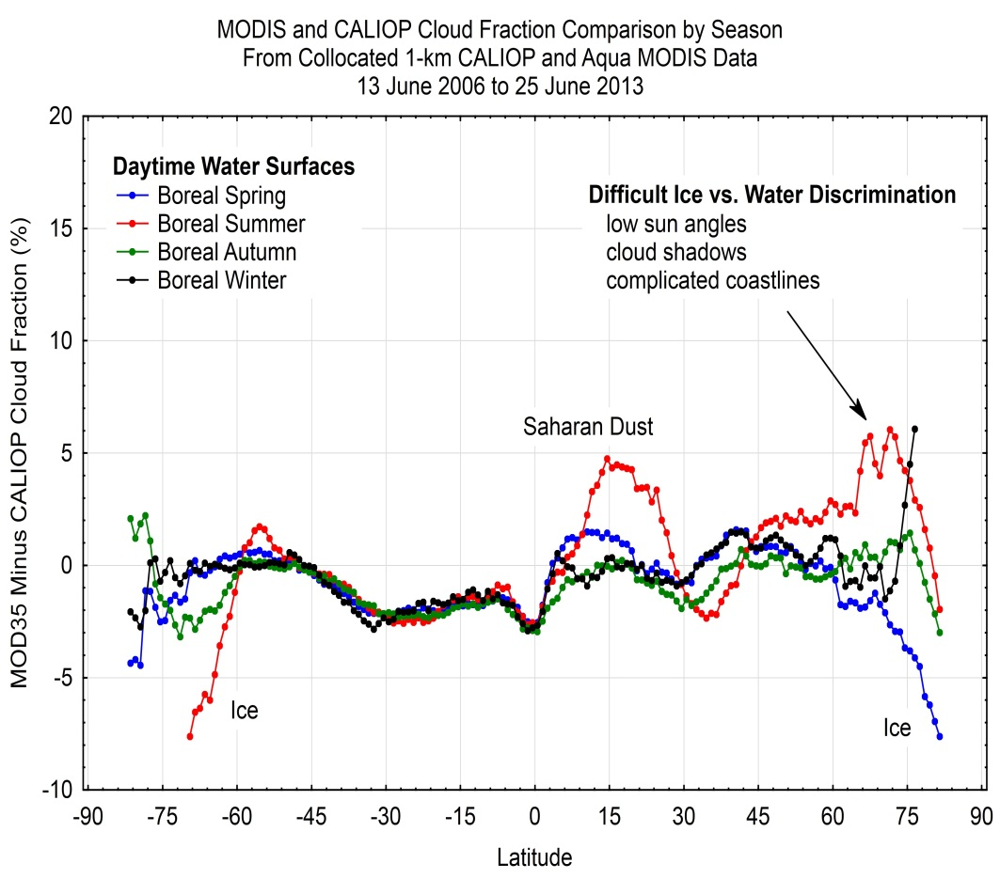 MODIS and CALIOP Cloud Fraction Comparison by Season
From Collocated 1-km CALIOP and Aqua MODIS Data
13 June 2006 to 25 June 2013
MOD35 Minus CALIOP Cloud Fraction (%)
20
15
10
5
0
-5
-10
Daytime Water Surfaces
Boreal Spring
Boreal Summer
Boreal Autumn
Boreal Winter
Difficult Ice vs. Water Discrimination
low sun angles
cloud shadows
complicated coastlines
Saharan Dust
Ice
Ice
-90 -75 -60 -45 -30 -15 0 15 30 45 60 75 90
Latitude